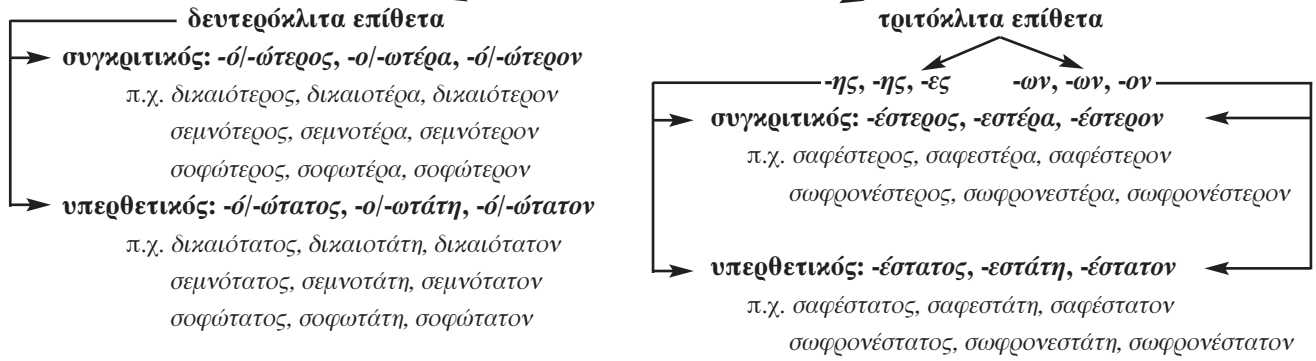 δευτερόκλιτα επίθετα
συγκριτικός: -ό/-ώτερος, -ο/-ωτέρα, -ό/-ώτερον
π.χ. δικαιότερος, δικαιοτέρα, δικαιότερον
σεμνότερος, σεμνοτέρα, σεμνότερον
σοφώτερος, σοφωτέρα, σοφώτερον
υπερθετικός: -ό/-ώτατος, -ο/-ωτάτη, -ό/-ώτατον
π.χ. δικαιότατος, δικαιοτάτη, δικαιότατον
σεμνότατος, σεμνοτάτη, σεμνότατον
σοφώτατος, σοφωτάτη, σοφώτατον
τριτόκλιτα επίθετα
-ης, -ης, -ες -ων, -ων, -ον
συγκριτικός: -έστερος, -εστέρα, -έστερον
π.χ. σαφέστερος, σαφεστέρα, σαφέστερον
σωφρονέστερος, σωφρονεστέρα, σωφρονέστερον
υπερθετικός: -έστατος, -εστάτη, -έστατον
π.χ. σαφέστατος, σαφεστάτη, σαφέστατον
σωφρονέστατος, σωφρονεστάτη, σωφρονέστατον